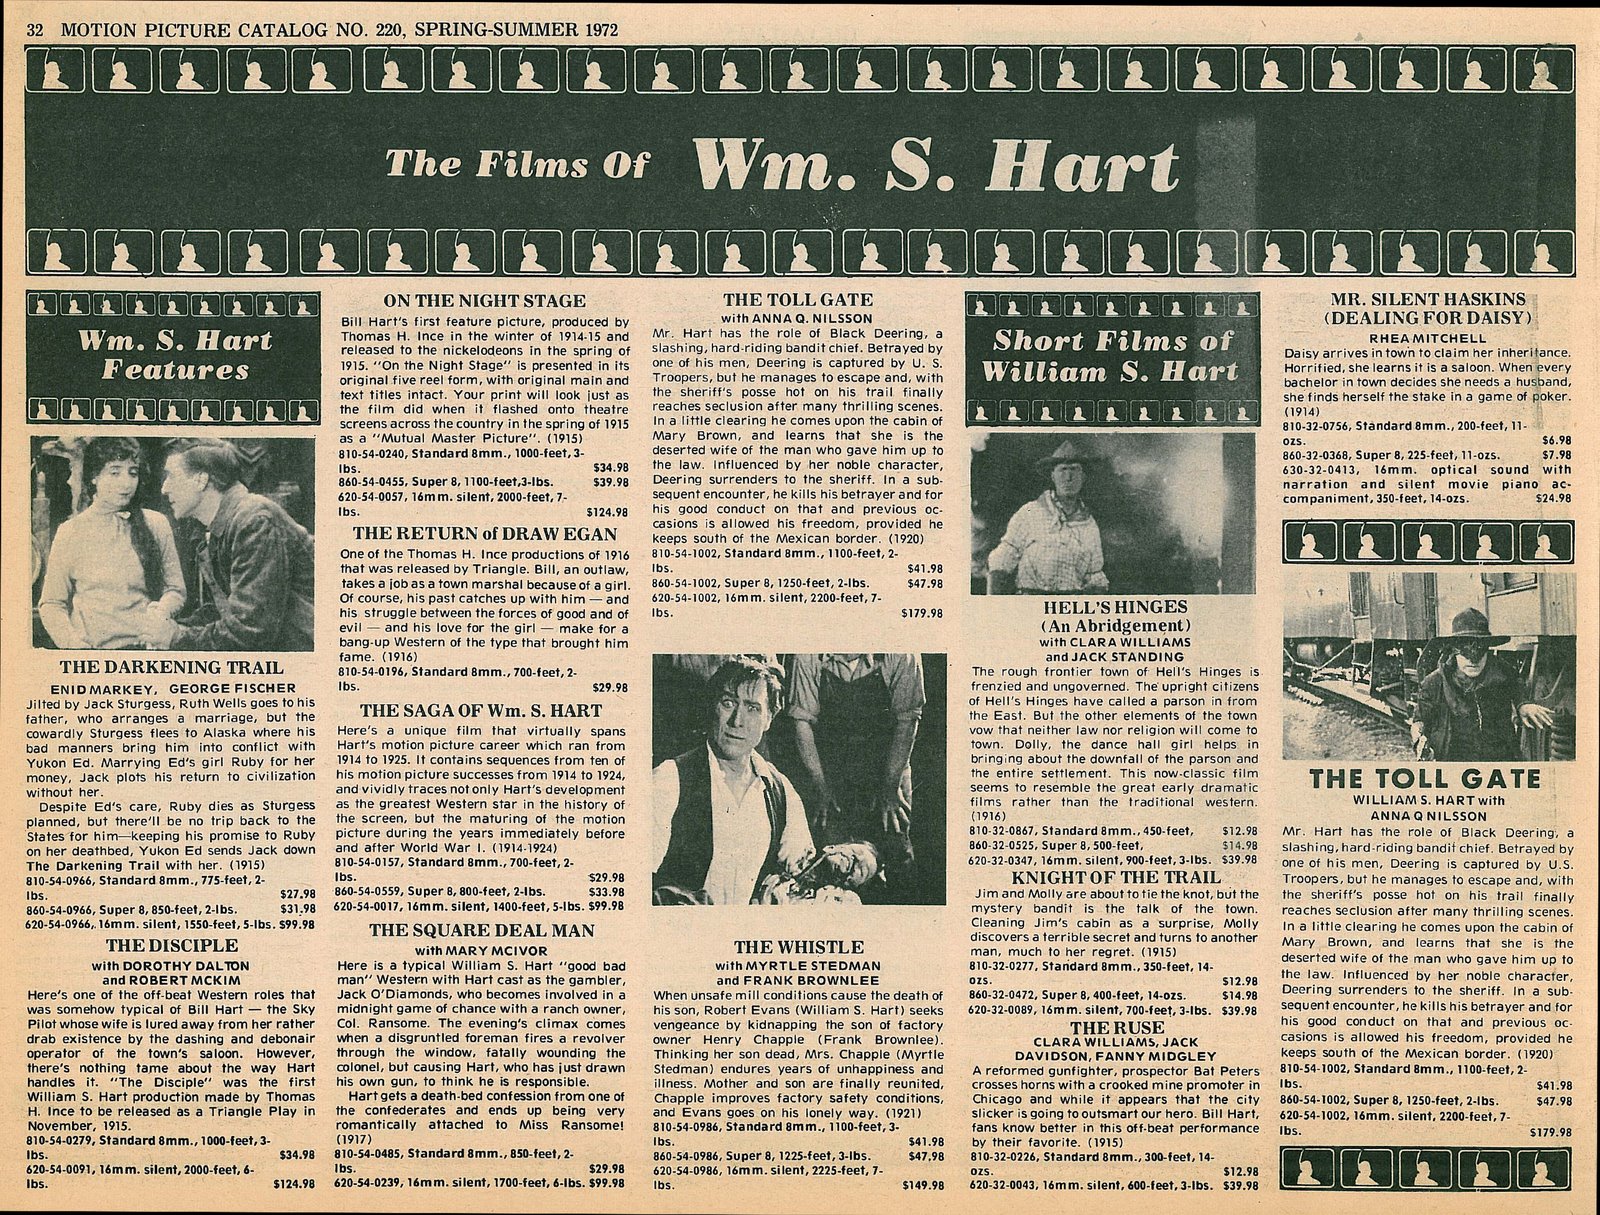 32 MOTION PICTURE CATALOG NO. 220, SPRING-SUMMER 1972
The Films Of Wm. S. Hart
Wm. S. Hart
Features
THE DARKENING TRAIL
ENID MARKEY, GEORGE FISCHER
Jilted by Jack Sturgess, Ruth Wells goes to his
father, who arranges a marriage, but the
cowardly Sturgess flees to Alaska where his
bad manners bring him into conflict with
Yukon Ed. Marrying Ed's girl Ruby for her
money, Jack plots his return to civilization
without her.
Despite Ed's care, Ruby dies as Sturgess
planned, but there'll be no trip back to the
States for him—keeping his promise to Ruby
on her deathbed, Yukon Ed sends Jack down
The Darkening Trail with her. (1915)
810-54-0966, Standard 8mm., 775-feet, 2-
lbs. $27.98
860-54-0966, Super 8, 850-feet, 2-lbs. $31.98
620-54-0966, 16mm. silent, 1550-feet, 5-lbs. $99.98
THE DISCIPLE
with DOROTHY DALTON
and ROBERT MCKIM
Here's one of the off-beat Western roles that
was somehow typical of Bill Hart — the Sky
Pilot whose wife is lured away from her rather
drab existence by the dashing and debonair
operator of the town's saloon. However,
there's nothing tame about the way Hart
handles it. "The Disciple" was the first
William S. Hart production made by Thomas
H. Ince to be released as a Triangle Play in
November, 1915.
810-54-0279, Standard 8mm., 1000-feet, 3-
lbs. $34.98
620-54-0091, 16mm. silent, 2000-feet, 6-
lbs. $124.98
ON THE NIGHT STAGE
Bill Hart's first feature picture, produced by
Thomas H. Ince in the winter of 1914-15 and
released to the nickelodeons in the spring of
1915. "On the Night Stage" is presented in its
original five reel form, with original main and
text titles intact. Your print will look just as
the film did when it flashed onto theatre
screens across the country in the spring of 1915
as a "Mutual Master Picture". (1915)
810-54-0240, Standard 8mm., 1000-feet, 3-
lbs. $34.98
860-54-0455, Super 8, 1100-feet, 3-lbs. $39.98
620-54-0057, 16mm. silent, 2000-feet, 7-
lbs. $124.98
THE RETURN of DRAW EGAN
One of the Thomas H. Ince productions of 1916
that was released by Triangle. Bill, an outlaw,
takes a job as a town marshal because of a girl.
Of course, his past catches up with him — and
his struggle between the forces of good and of
evil — and his love for the girl — make for a
bang-up Western of the type that brought him
fame. (1916)
810-54-0196, Standard 8mm., 700-feet, 2-
lbs. $29.98
THE SAGA OF Wm. S. HART
Here's a unique film that virtually spans
Hart's motion picture career which ran from
1914 to 1925. It contains sequences from ten of
his motion picture successes from 1914 to 1924,
and vividly traces not only Hart's development
as the greatest Western star in the history of
the screen, but the maturing of the motion
picture during the years immediately before
and after World War I. (1914-1924)
810-54-0157, Standard 8mm., 700-feet, 2-
lbs. $29.98
860-54-0559, Super 8, 800-feet, 2-lbs. $33.98
620-54-0017, 16mm. silent, 1400-feet, 5-lbs. $99.98
THE SQUARE DEAL MAN
with MARY MCIVOR
Here is a typical William S. Hart "good bad
man" Western with Hart cast as the gambler,
Jack O'Diamonds, who becomes involved in a
midnight game of chance with a ranch owner,
Col. Ransome. The evening's climax comes
when a disgruntled foreman fires a revolver
through the window, fatally wounding the
colonel, but causing Hart, who has just drawn
his own gun, to think he is responsible.
Hart gets a death-bed confession from one of
the confederates and ends up being very
romantically attached to Miss Ransome!
(1917)
810-54-0485, Standard 8mm., 850-feet, 2-
lbs. $29.98
620-54-0239, 16mm. silent, 1700-feet, 6-lbs. $99.98
THE TOLL GATE
with ANNA Q. NILSSON
Mr. Hart has the role of Black Deering, a
slashing, hard-riding bandit chief. Betrayed by
one of his men, Deering is captured by U. S.
Troopers, but he manages to escape and, with
the sheriff's posse hot on his trail finally
reaches seclusion after many thrilling scenes.
In a little clearing he comes upon the cabin of
Mary Brown, and learns that she is the
deserted wife of the man who gave him up to
the law. Influenced by her noble character,
Deering surrenders to the sheriff. In a sub-
sequent encounter, he kills his betrayer and for
his good conduct on that and previous oc-
casions is allowed his freedom, provided he
keeps south of the Mexican border. (1920)
810-54-1002, Standard 8mm., 1100-feet, 2-
lbs. $41.98
860-54-1002, Super 8, 1250-feet, 2-lbs. $47.98
620-54-1002, 16mm. silent, 2200-feet, 7-
lbs. $179.98
THE WHISTLE
with MYRTLE STEDMAN
and FRANK BROWNLEE
When unsafe mill conditions cause the death of
his son, Robert Evans (William S. Hart) seeks
vengeance by kidnapping the son of factory
owner Henry Chapple (Frank Brownlee).
Thinking her son dead, Mrs. Chapple (Myrtle
Stedman) endures years of unhappiness and
illness. Mother and son are finally reunited,
Chapple improves factory safety conditions,
and Evans goes on his lonely way. (1921)
810-54-0986, Standard 8mm., 1100-feet, 3-
lbs. $41.98
860-54-0986, Super 8, 1225-feet, 3-lbs. $47.98
620-54-0986, 16mm. silent, 2225-feet, 7-
lbs. $149.98
Short Films of
William S. Hart
HELL'S HINGES
(An Abridgement)
with CLARA WILLIAMS
and JACK STANDING
The rough frontier town of Hell's Hinges is
frenzied and ungoverned. The upright citizens
of Hell's Hinges have called a parson in from
the East. But the other elements of the town
vow that neither law nor religion will come to
town. Dolly, the dance hall girl helps in
bringing about the downfall of the parson and
the entire settlement. This now-classic film
seems to resemble the great early dramatic
films rather than the traditional western.
(1916)
810-32-0867, Standard 8mm., 450-feet, $12.98
860-32-0525, Super 8, 500-feet, $14.98
620-32-0347, 16mm. silent, 900-feet, 3-lbs. $39.98
KNIGHT OF THE TRAIL
Jim and Molly are about to tie the knot, but the
mystery bandit is the talk of the town.
Cleaning Jim's cabin as a surprise, Molly
discovers a terrible secret and turns to another
man, much to her regret. (1915)
810-32-0277, Standard 8mm., 350-feet, 14-
ozs. $12.98
860-32-0472, Super 8, 400-feet, 14-ozs. $14.98
620-32-0089, 16mm. silent, 700-feet, 3-lbs. $39.98
THE RUSE
CLARA WILLIAMS, JACK
DAVIDSON, FANNY MIDGLEY
A reformed gunfighter, prospector Bat Peters
crosses horns with a crooked mine promoter in
Chicago and while it appears that the city
slicker is going to outsmart our hero. Bill Hart,
fans know better in this off-beat performance
by their favorite. (1915)
810-32-0226, Standard 8mm., 300-feet, 14-
ozs. $12.98
620-32-0043, 16mm. silent, 600-feet, 3-lbs. $39.98
MR. SILENT HASKINS
(DEALING FOR DAISY)
RHEA MITCHELL
Daisy arrives in town to claim her inheritance.
Horrified, she learns it is a saloon. When every
bachelor in town decides she needs a husband,
she finds herself the stake in a game of poker.
(1914)
810-32-0756, Standard 8mm., 200-feet, 11-
ozs. $6.98
860-32-0368, Super 8, 225-feet, 11-ozs. $7.98
630-32-0413, 16mm. optical sound with
narration and silent movie piano ac-
companiment, 350-feet, 14-ozs. $24.98
THE TOLL GATE
WILLIAM S. HART with
ANNA Q NILSSON
Mr. Hart has the role of Black Deering, a
slashing, hard-riding bandit chief. Betrayed by
one of his men, Deering is captured by U.S.
Troopers, but he manages to escape and, with
the sheriff's posse hot on his trail finally
reaches seclusion after many thrilling scenes.
In a little clearing he comes upon the cabin of
Mary Brown, and learns that she is the
deserted wife of the man who gave him up to
the law. Influenced by her noble character,
Deering surrenders to the sheriff. In a sub-
sequent encounter, he kills his betrayer and for
his good conduct on that and previous oc-
casions is allowed his freedom, provided he
keeps south of the Mexican border. (1920)
810-54-1002, Standard 8mm., 1100-feet, 2-
lbs. $41.98
860-54-1002, Super 8, 1250-feet, 2-lbs. $47.98
620-54-1002, 16mm. silent, 2200-feet, 7-
lbs. $179.98